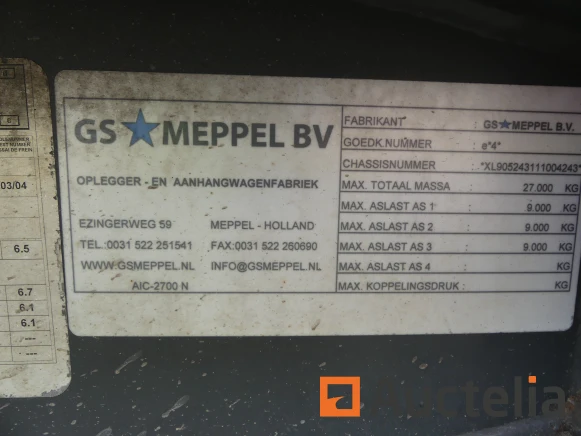 GS★MEPPEL BV
OPLEGGER - EN AANHANGWAGENFABRIEK
EZINGERWEG 59 MEPPEL - HOLLAND
TEL.:0031 522 251541 FAX:0031 522 260690
WWW.GSMEPPEL.NL INFO@GSMEPPEL.NL
AIC-2700 N
FABRIKANT GS★MEPPEL B.V.
GOEDK.NUMMER : e*4*
CHASSISNUMMER : *XL905243111004243*
MAX. TOTAAL MASSA : 27.000 KG
MAX. ASLAST AS 1 : 9.000 KG
MAX. ASLAST AS 2 : 9.000 KG
MAX. ASLAST AS 3 : 9.000 KG
MAX. ASLAST AS 4 : KG
MAX. KOPPELINGSDRUK : KG
03/04
6.5
6.7
6.1
6.1
---
---
auctelia